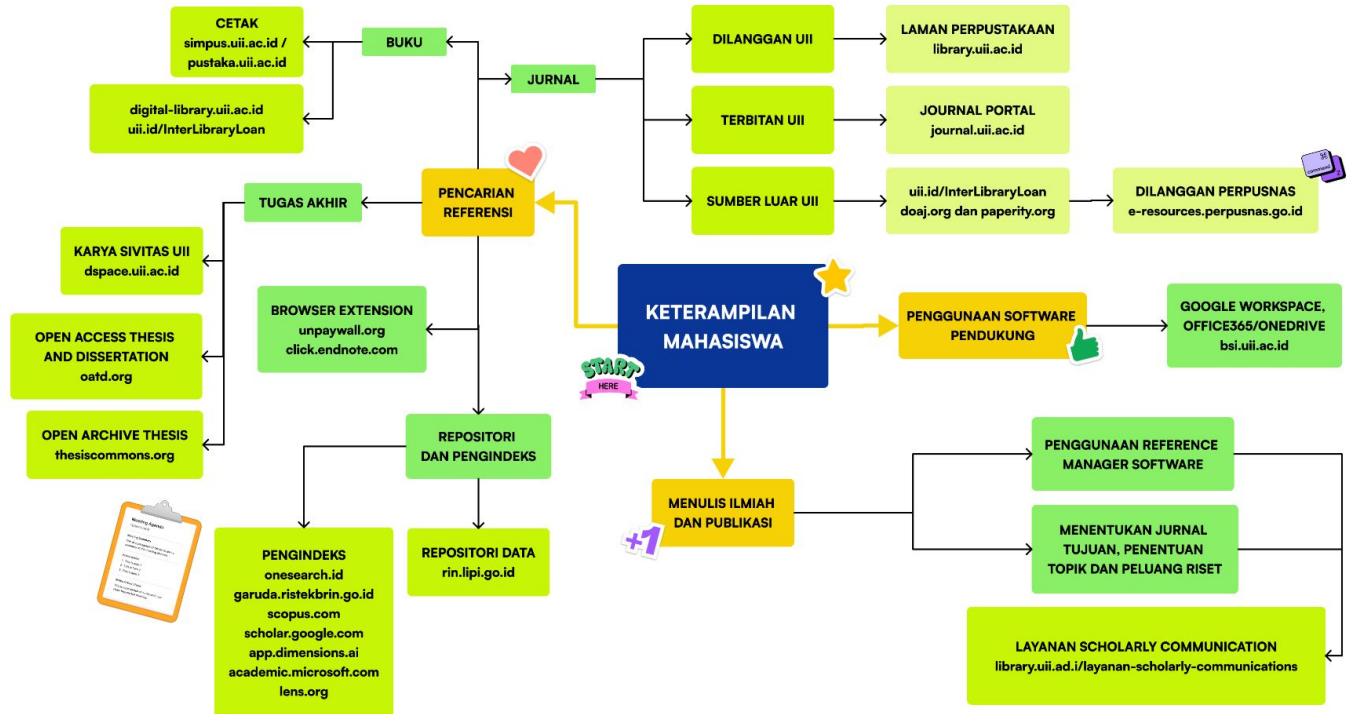 CETAK
simpus.uii.ac.id /
pustaka.uii.ac.id
BUKU
digital-library.uii.ac.id
uii.id/InterLibraryLoan
JURNAL
DILANGGAN UII
LAMAN PERPUSTAKAAN
library.uii.ac.id
TERBITAN UII
JOURNAL PORTAL
journal.uii.ac.id
SUMBER LUAR UII
uii.id/InterLibraryLoan
doaj.org dan paperity.org
DILANGGAN PERPUSNAS
e-resources.perpusnas.go.id
⌘
command
Z
PENCARIAN
REFERENSI
TUGAS AKHIR
KARYA SIVITAS UII
dspace.uii.ac.id
OPEN ACCESS THESIS
AND DISSERTATION
oatd.org
OPEN ARCHIVE THESIS
thesiscommons.org
BROWSER EXTENSION
unpaywall.org
click.endnote.com
REPOSITORI
DAN PENGINDEKS
PENGINDEKS
onesearch.id
garuda.ristekbrin.go.id
scopus.com
scholar.google.com
app.dimensions.ai
academic.microsoft.com
lens.org
REPOSITORI DATA
rin.lipi.go.id
KETERAMPILAN
MAHASISWA
START
HERE
PENGGUNAAN SOFTWARE
PENDUKUNG
GOOGLE WORKSPACE,
OFFICE365/ONEDRIVE
bsi.uii.ac.id
MENULIS ILMIAH
DAN PUBLIKASI
+1
PENGGUNAAN REFERENCE
MANAGER SOFTWARE
MENENTUKAN JURNAL
TUJUAN, PENENTUAN
TOPIK DAN PELUANG RISET
LAYANAN SCHOLARLY COMMUNICATION
library.uii.ad.i/layanan-scholarly-communications
Meeting Agenda